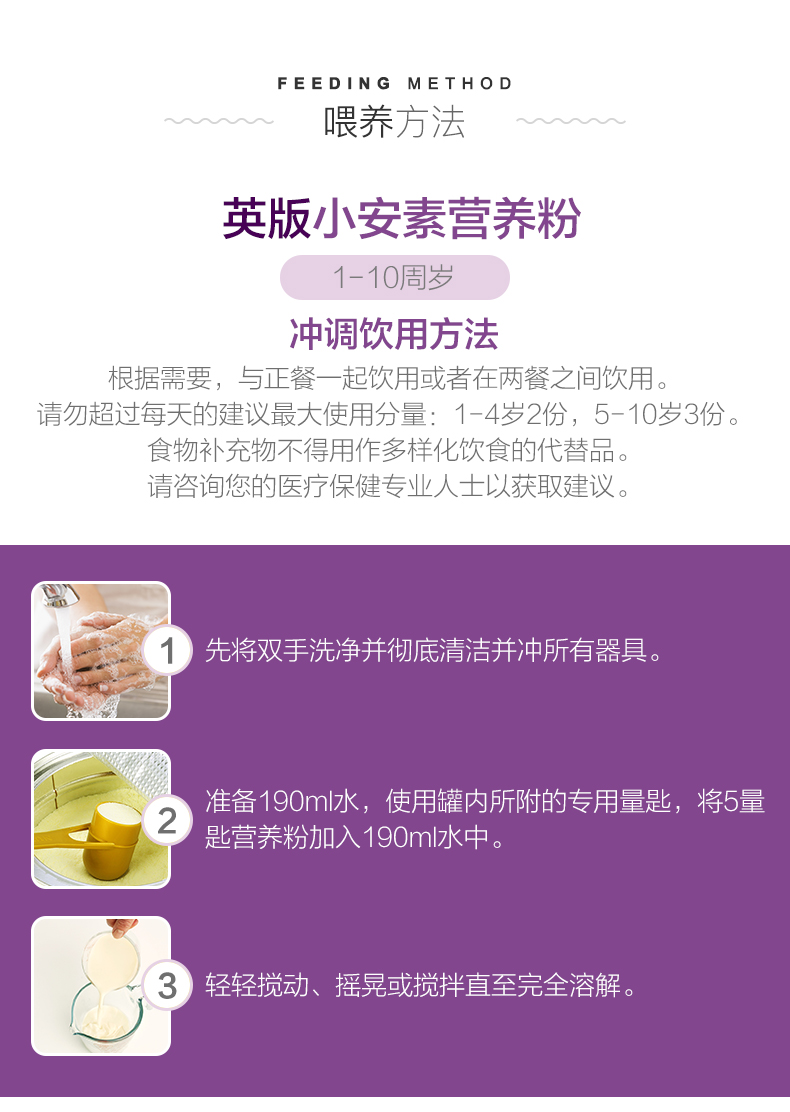 FEEDING METHOD
喂养方法
英版小安素营养粉
1-10周岁
冲调饮用方法
根据需要，与正餐一起饮用或者在两餐之间饮用。
请勿超过每天的建议最大使用分量：1-4岁2份，5-10岁3份。
食物补充物不得用作多样化饮食的代替品。
请咨询您的医疗保健专业人士以获取建议。
1 先将双手洗净并彻底清洁并冲所有器具。
2 准备190ml水，使用罐内所附的专用量匙，将5量
匙营养粉加入190ml水中。
3 轻轻搅动、摇晃或搅拌直至完全溶解。